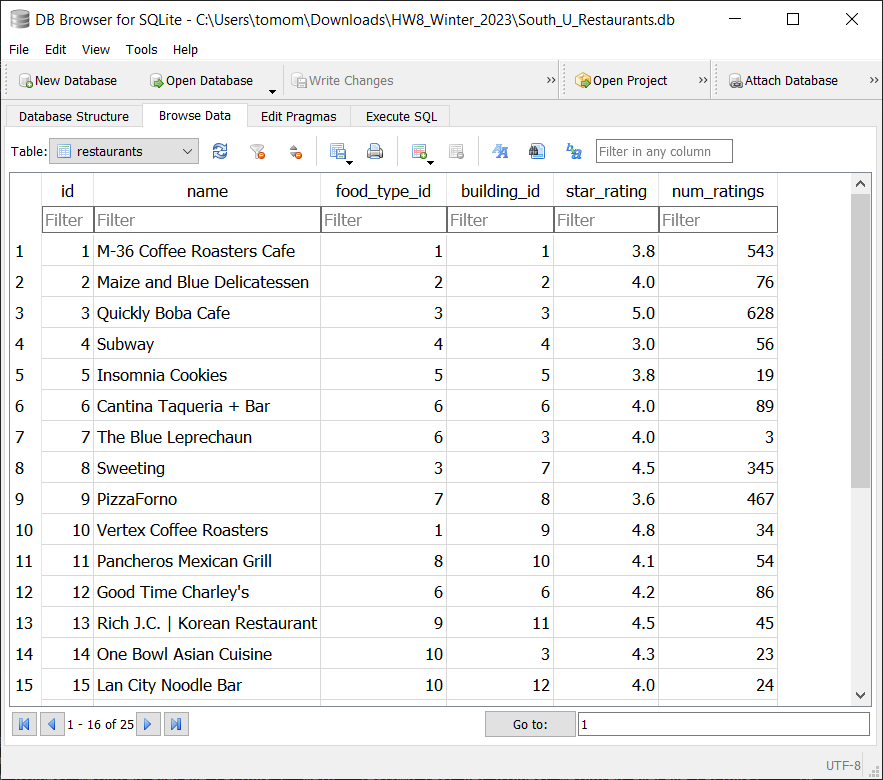 DB Browser for SQLite - C:\Users\tomom\Downloads\HW8_Winter_2023\South_U_Restaurants.db
File Edit View Tools Help
New Database Open Database Write Changes » Open Project » Attach Database »
Database Structure Browse Data Edit Pragmas Execute SQL
Table: restaurants Filter in any column
id name food_type_id building_id star_rating num_ratings
Filter Filter Filter Filter Filter Filter
1 1 M-36 Coffee Roasters Cafe 1 1 3.8 543
2 2 Maize and Blue Delicatessen 2 2 4.0 76
3 3 Quickly Boba Cafe 3 3 5.0 628
4 4 Subway 4 4 3.0 56
5 5 Insomnia Cookies 5 5 3.8 19
6 6 Cantina Taqueria + Bar 6 6 4.0 89
7 7 The Blue Leprechaun 6 3 4.0 3
8 8 Sweeting 3 7 4.5 345
9 9 PizzaForno 7 8 3.6 467
10 10 Vertex Coffee Roasters 1 9 4.8 34
11 11 Pancheros Mexican Grill 8 10 4.1 54
12 12 Good Time Charley's 6 6 4.2 86
13 13 Rich J.C. | Korean Restaurant 9 11 4.5 45
14 14 One Bowl Asian Cuisine 10 3 4.3 23
15 15 Lan City Noodle Bar 10 12 4.0 24
1 - 16 of 25 Go to: 1
UTF-8